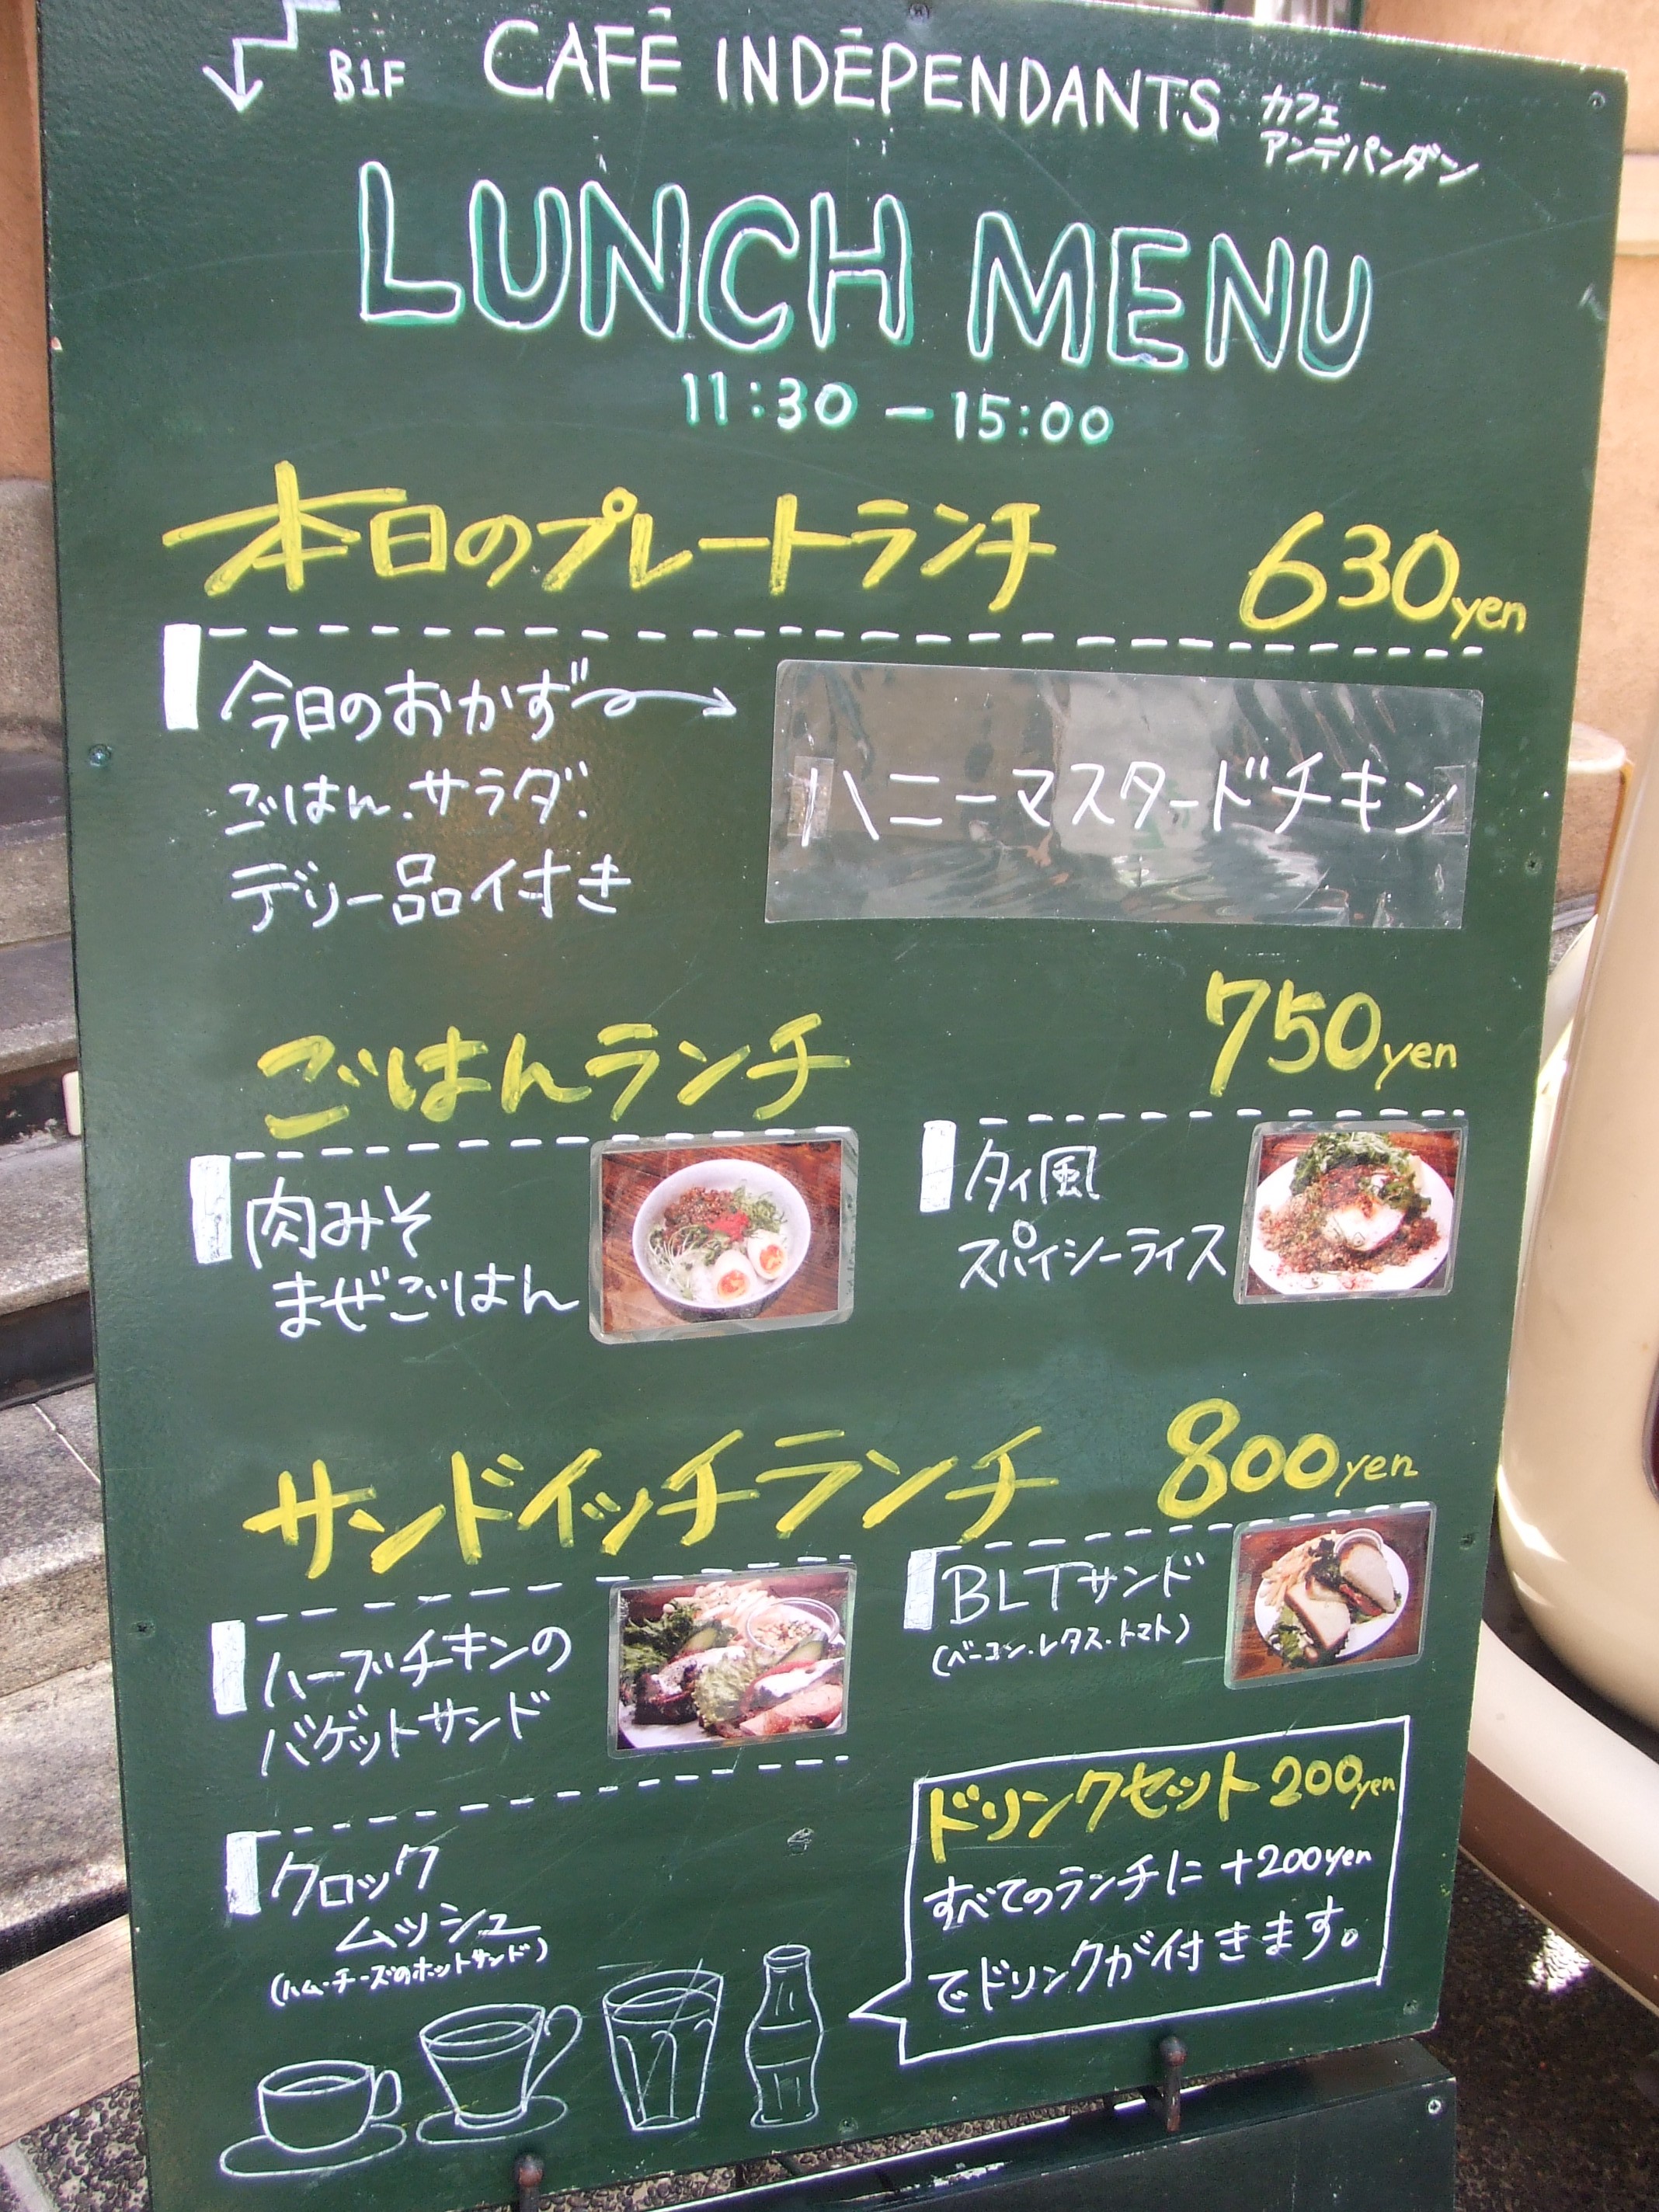 B1F CAFÉ INDÉPENDANTS カフェ
アンデパンダン
LUNCH MENU
11:30 — 15:00
本日のプレートランチ 630yen
今日のおかず
ごはん.サラダ.
デリ一品付き
ハニーマスタードチキン
ごはんランチ 750yen
肉みそ
まぜごはん
タイ風
スパイシーライス
サンドイッチランチ 800yen
ハーブチキンの
バゲットサンド
BLTサンド
(ベーコン.レタス.トマト)
クロック
ムッシュ
(ハム・チーズのホットサンド)
ドリンクセット 200yen
すべてのランチに +200yen
でドリンクが付きます。